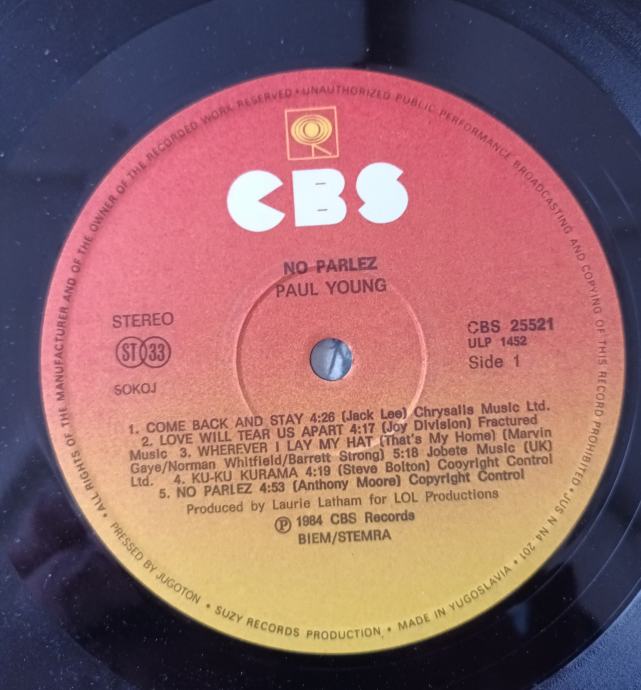 ALL RIGHTS OF THE MANUFACTURER AND OF THE OWNER OF THE RECORDED WORK RESERVED • UNAUTHORIZED PUBLIC PERFORMANCE BROADCASTING AND COPYING OF THIS RECORD PROHIBITED • JUS N N4.201
CBS
NO PARLEZ
PAUL YOUNG
STEREO
ST 33
SOKOJ
CBS 25521
ULP 1452
Side 1
1. COME BACK AND STAY 4:26 (Jack Lee) Chrysalis Music Ltd.
2. LOVE WILL TEAR US APART 4:17 (Joy Division) Fractured
Music 3. WHEREVER I LAY MY HAT (That's My Home) (Marvin
Gaye/Norman Whitfield/Barrett Strong) 5:18 Jobete Music (UK)
Ltd. 4. KU-KU KURAMA 4:19 (Steve Bolton) Copyright Control
5. NO PARLEZ 4:53 (Anthony Moore) Copyright Control
Produced by Laurie Latham for LOL Productions
Ⓟ 1984 CBS Records
BIEM/STEMRA
• PRESSED BY JUGOTON • SUZY RECORDS PRODUCTION • MADE IN YUGOSLAVIA •